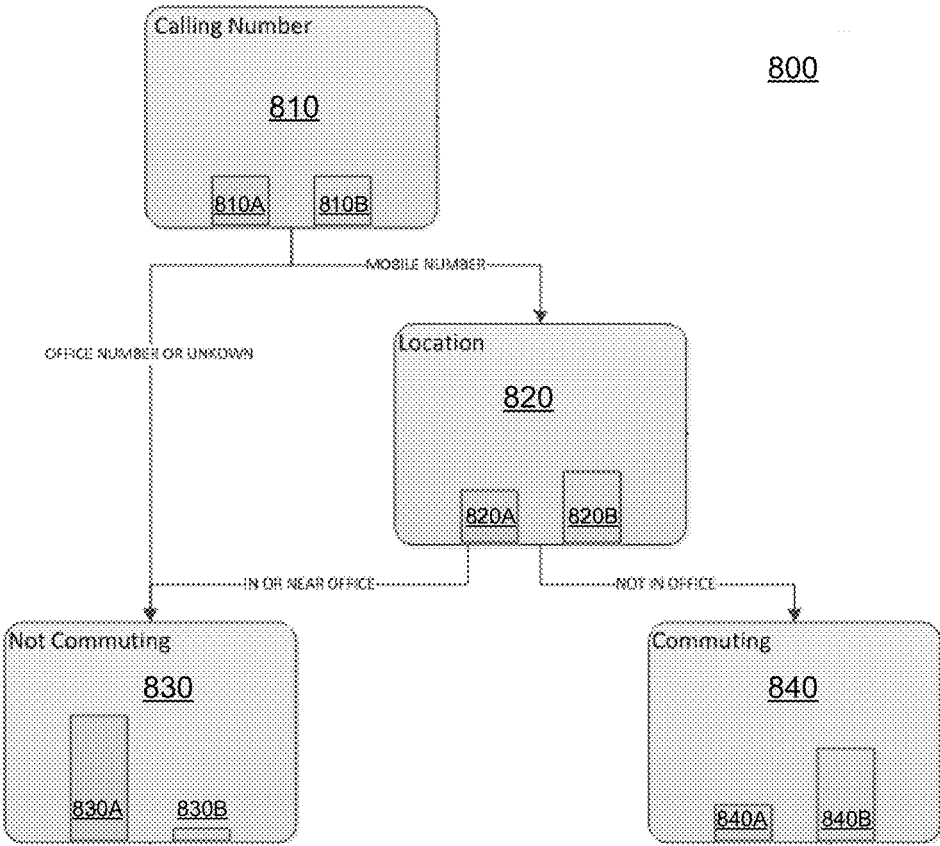 Calling Number
800
810
810A 810B
MOBILE NUMBER
OFFICE NUMBER OR UNKOWN
Location
820
820A 820B
IN OR NEAR OFFICE
NOT IN OFFICE
Not Commuting
Commuting
830
840
830A 830B
840A 840B